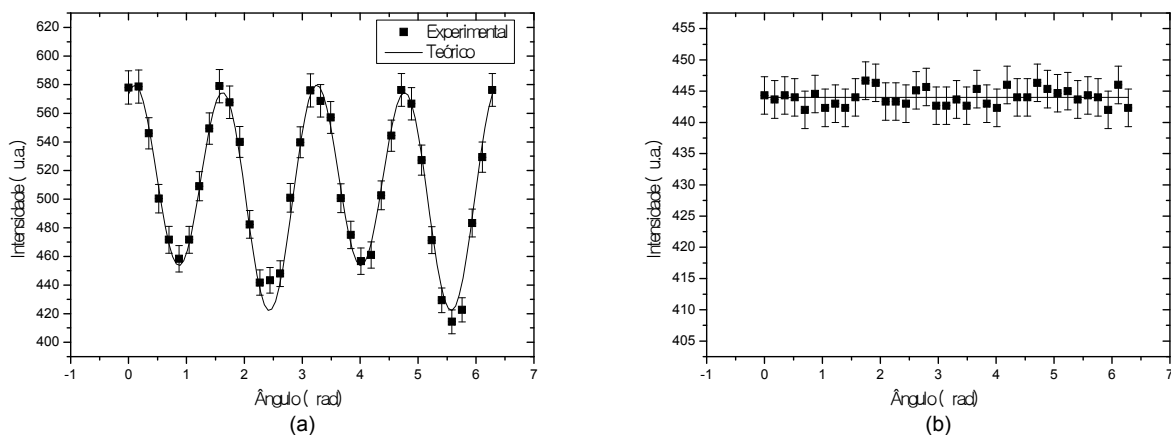 620
600
580
560
540
520
500
480
460
440
420
400
Intensidade ( u.a.)
Experimental
Teórico
-1 0 1 2 3 4 5 6 7
Ângulo ( rad)
(a)
455
450
445
440
435
430
425
420
415
410
405
Intensidade ( u.a.)
-1 0 1 2 3 4 5 6 7
Ângulo ( rad)
(b)